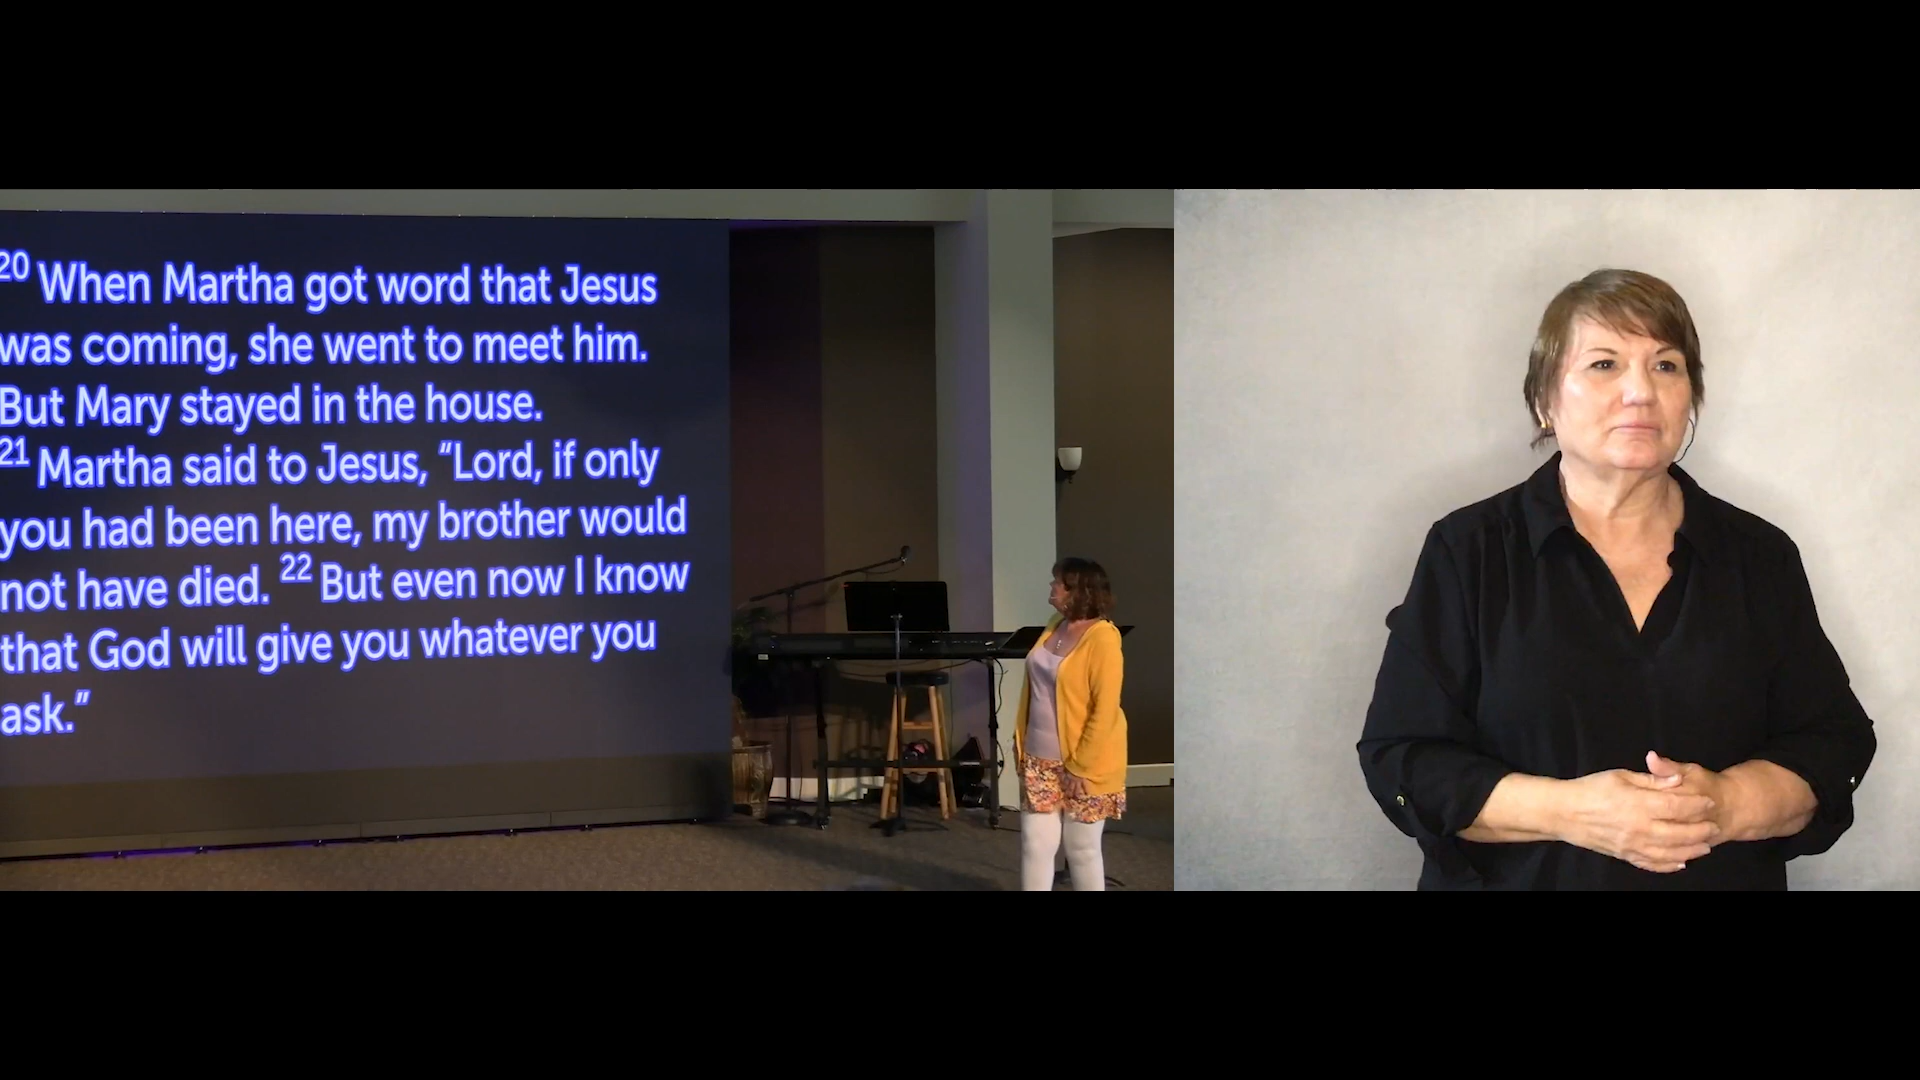 20 When Martha got word that Jesus
was coming, she went to meet him.
But Mary stayed in the house.
21 Martha said to Jesus, “Lord, if only
you had been here, my brother would
not have died. 22 But even now I know
that God will give you whatever you
ask.”